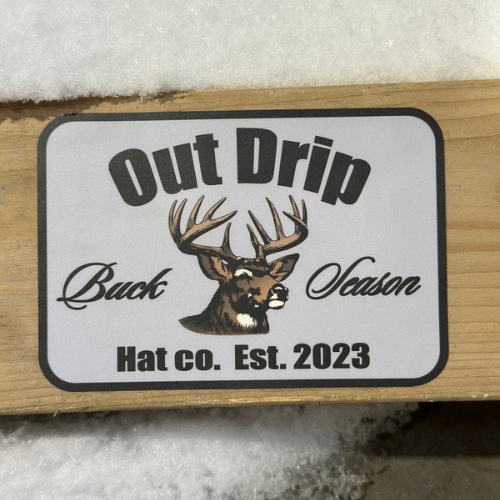 Out Drip
Buck Season
Hat co. Est. 2023